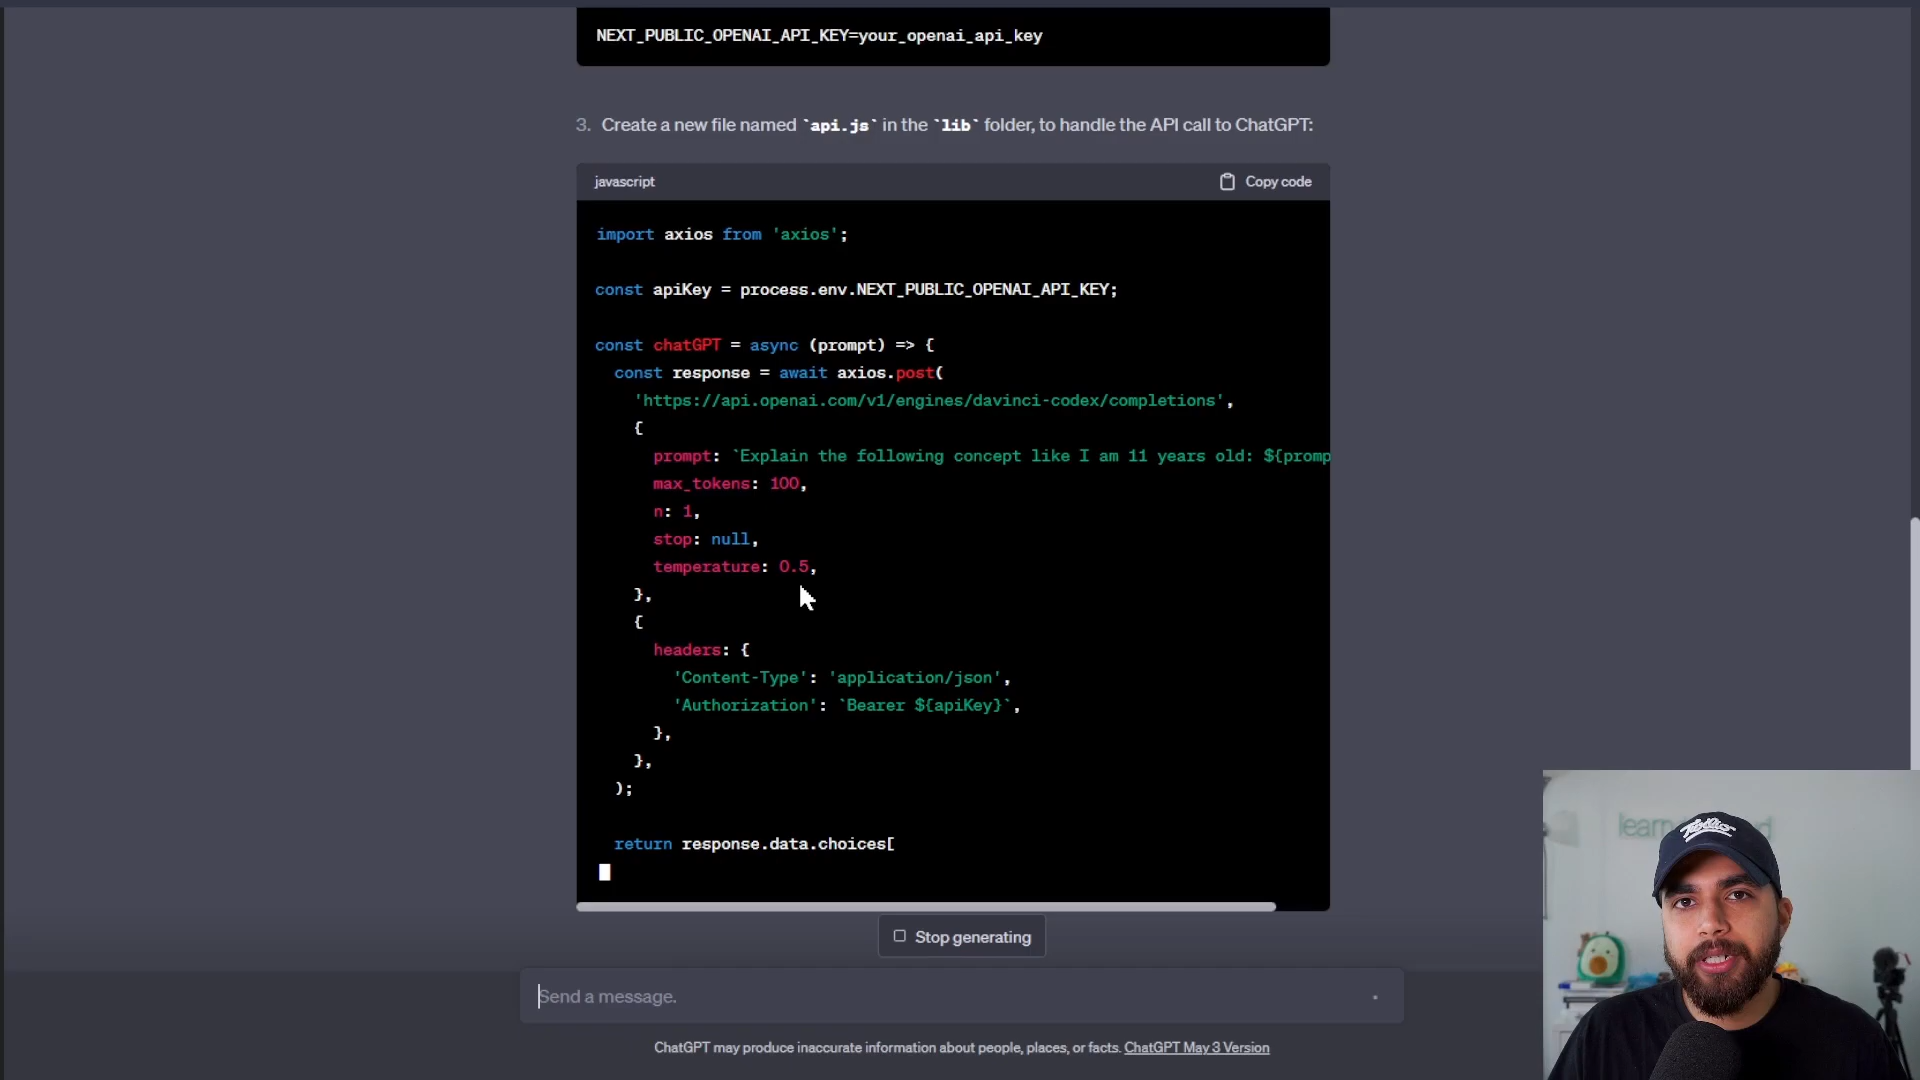 NEXT_PUBLIC_OPENAI_API_KEY=your_openai_api_key
3. Create a new file named `api.js` in the `lib` folder, to handle the API call to ChatGPT:
javascript
Copy code
import axios from 'axios';
const apiKey = process.env.NEXT_PUBLIC_OPENAI_API_KEY;
const chatGPT = async (prompt) => {
const response = await axios.post(
'https://api.openai.com/v1/engines/davinci-codex/completions',
{
prompt: `Explain the following concept like I am 11 years old: ${promp
max_tokens: 100,
n: 1,
stop: null,
temperature: 0.5,
},
{
headers: {
'Content-Type': 'application/json',
'Authorization': `Bearer ${apiKey}`,
},
},
);
return response.data.choices[
Stop generating
Send a message.
ChatGPT may produce inaccurate information about people, places, or facts. ChatGPT May 3 Version